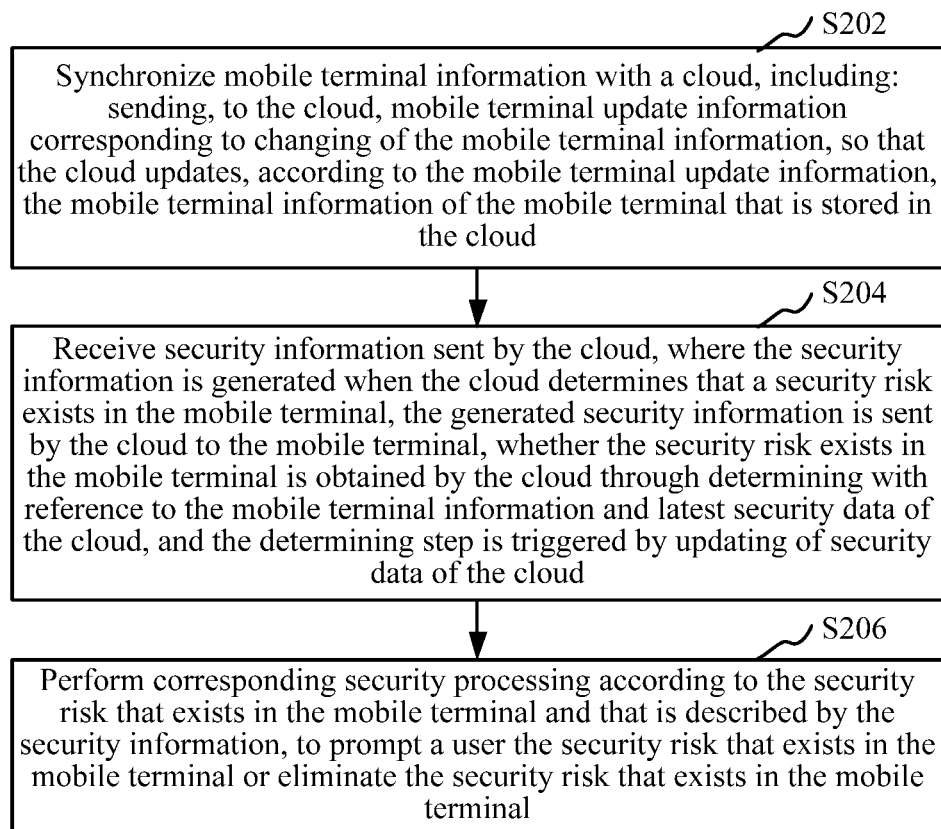 S202
Synchronize mobile terminal information with a cloud, including:
sending, to the cloud, mobile terminal update information
corresponding to changing of the mobile terminal information, so that
the cloud updates, according to the mobile terminal update information,
the mobile terminal information of the mobile terminal that is stored in
the cloud
S204
Receive security information sent by the cloud, where the security
information is generated when the cloud determines that a security risk
exists in the mobile terminal, the generated security information is sent
by the cloud to the mobile terminal, whether the security risk exists in
the mobile terminal is obtained by the cloud through determining with
reference to the mobile terminal information and latest security data of
the cloud, and the determining step is triggered by updating of security
data of the cloud
S206
Perform corresponding security processing according to the security
risk that exists in the mobile terminal and that is described by the
security information, to prompt a user the security risk that exists in the
mobile terminal or eliminate the security risk that exists in the mobile
terminal